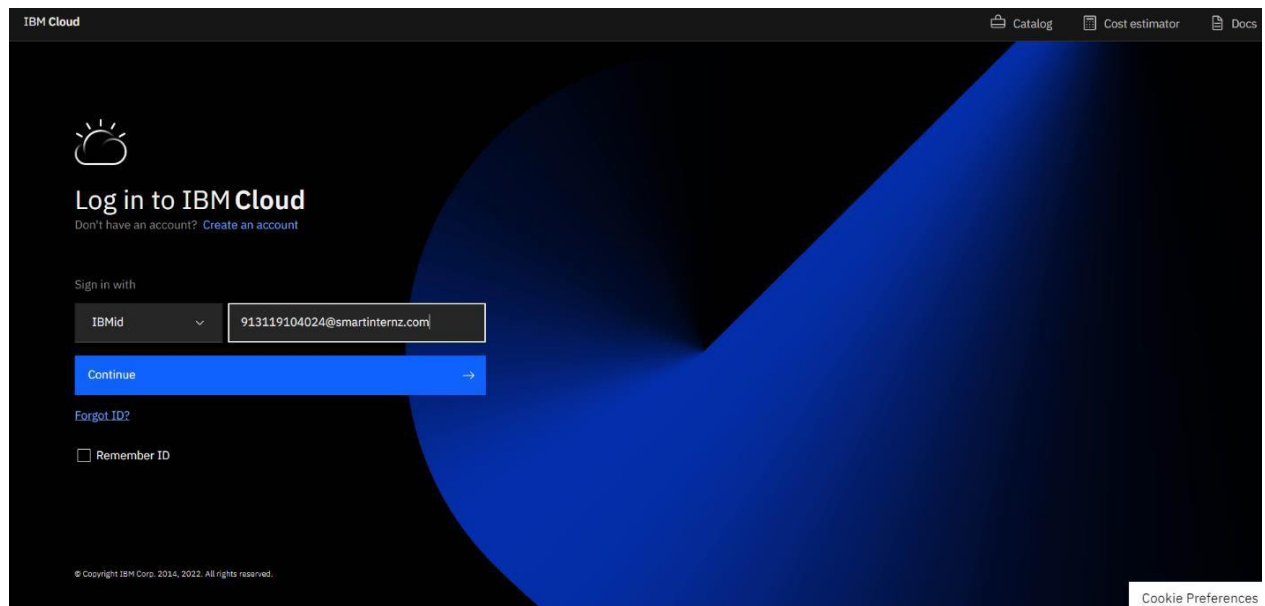 IBM Cloud
Catalog
Cost estimator
Docs
Log in to IBM Cloud
Don't have an account? Create an account
Sign in with
IBMid
913119104024@smartinternz.com
Continue
Forgot ID?
Remember ID
© Copyright IBM Corp. 2014, 2022. All rights reserved.
Cookie Preferences